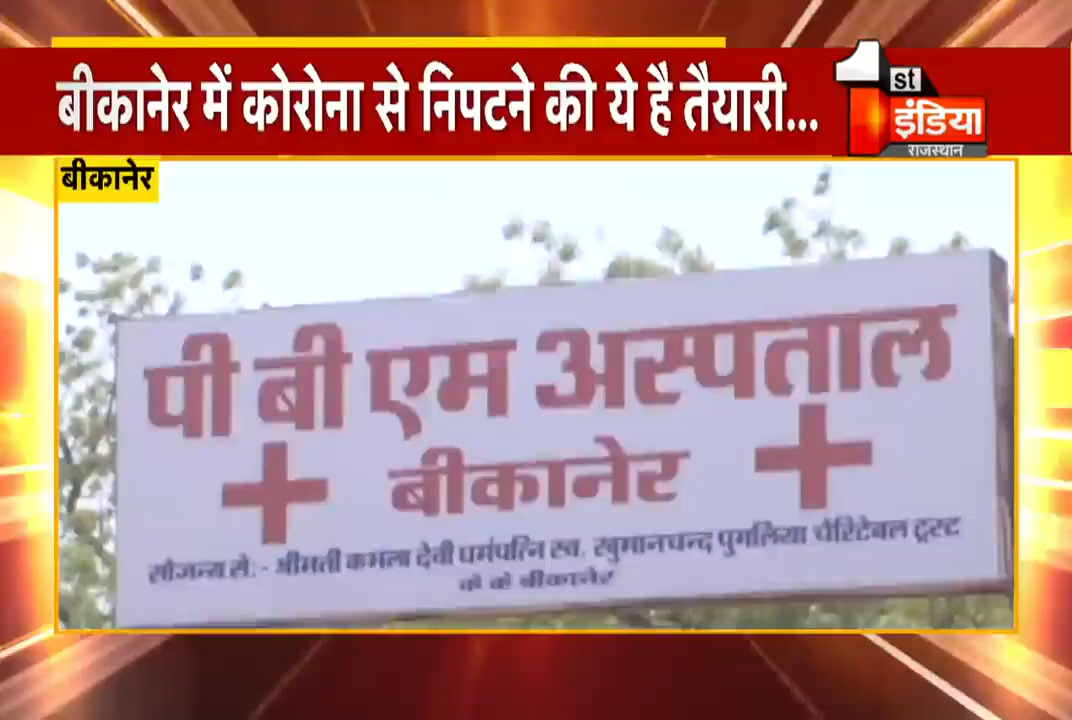 बीकानेर में कोरोना से निपटने की ये है तैयारी...
1st
इंडिया
राजस्थान
बीकानेर
पी बी एम अस्पताल
बीकानेर
सौजन्य से:- श्रीमती कमला देवी धर्मपत्नि स्व. खुमानचन्द पुगलिया चैरिटेबल ट्रस्ट
बीकानेर